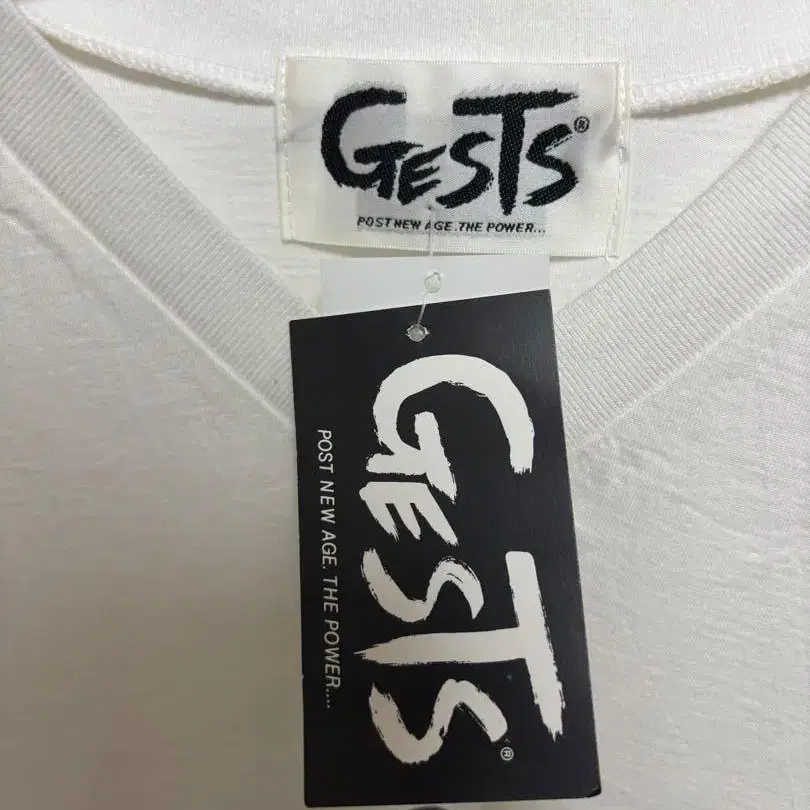 GESTS®
POST NEW AGE.THE POWER...
GESTS®
POST NEW AGE. THE POWER....